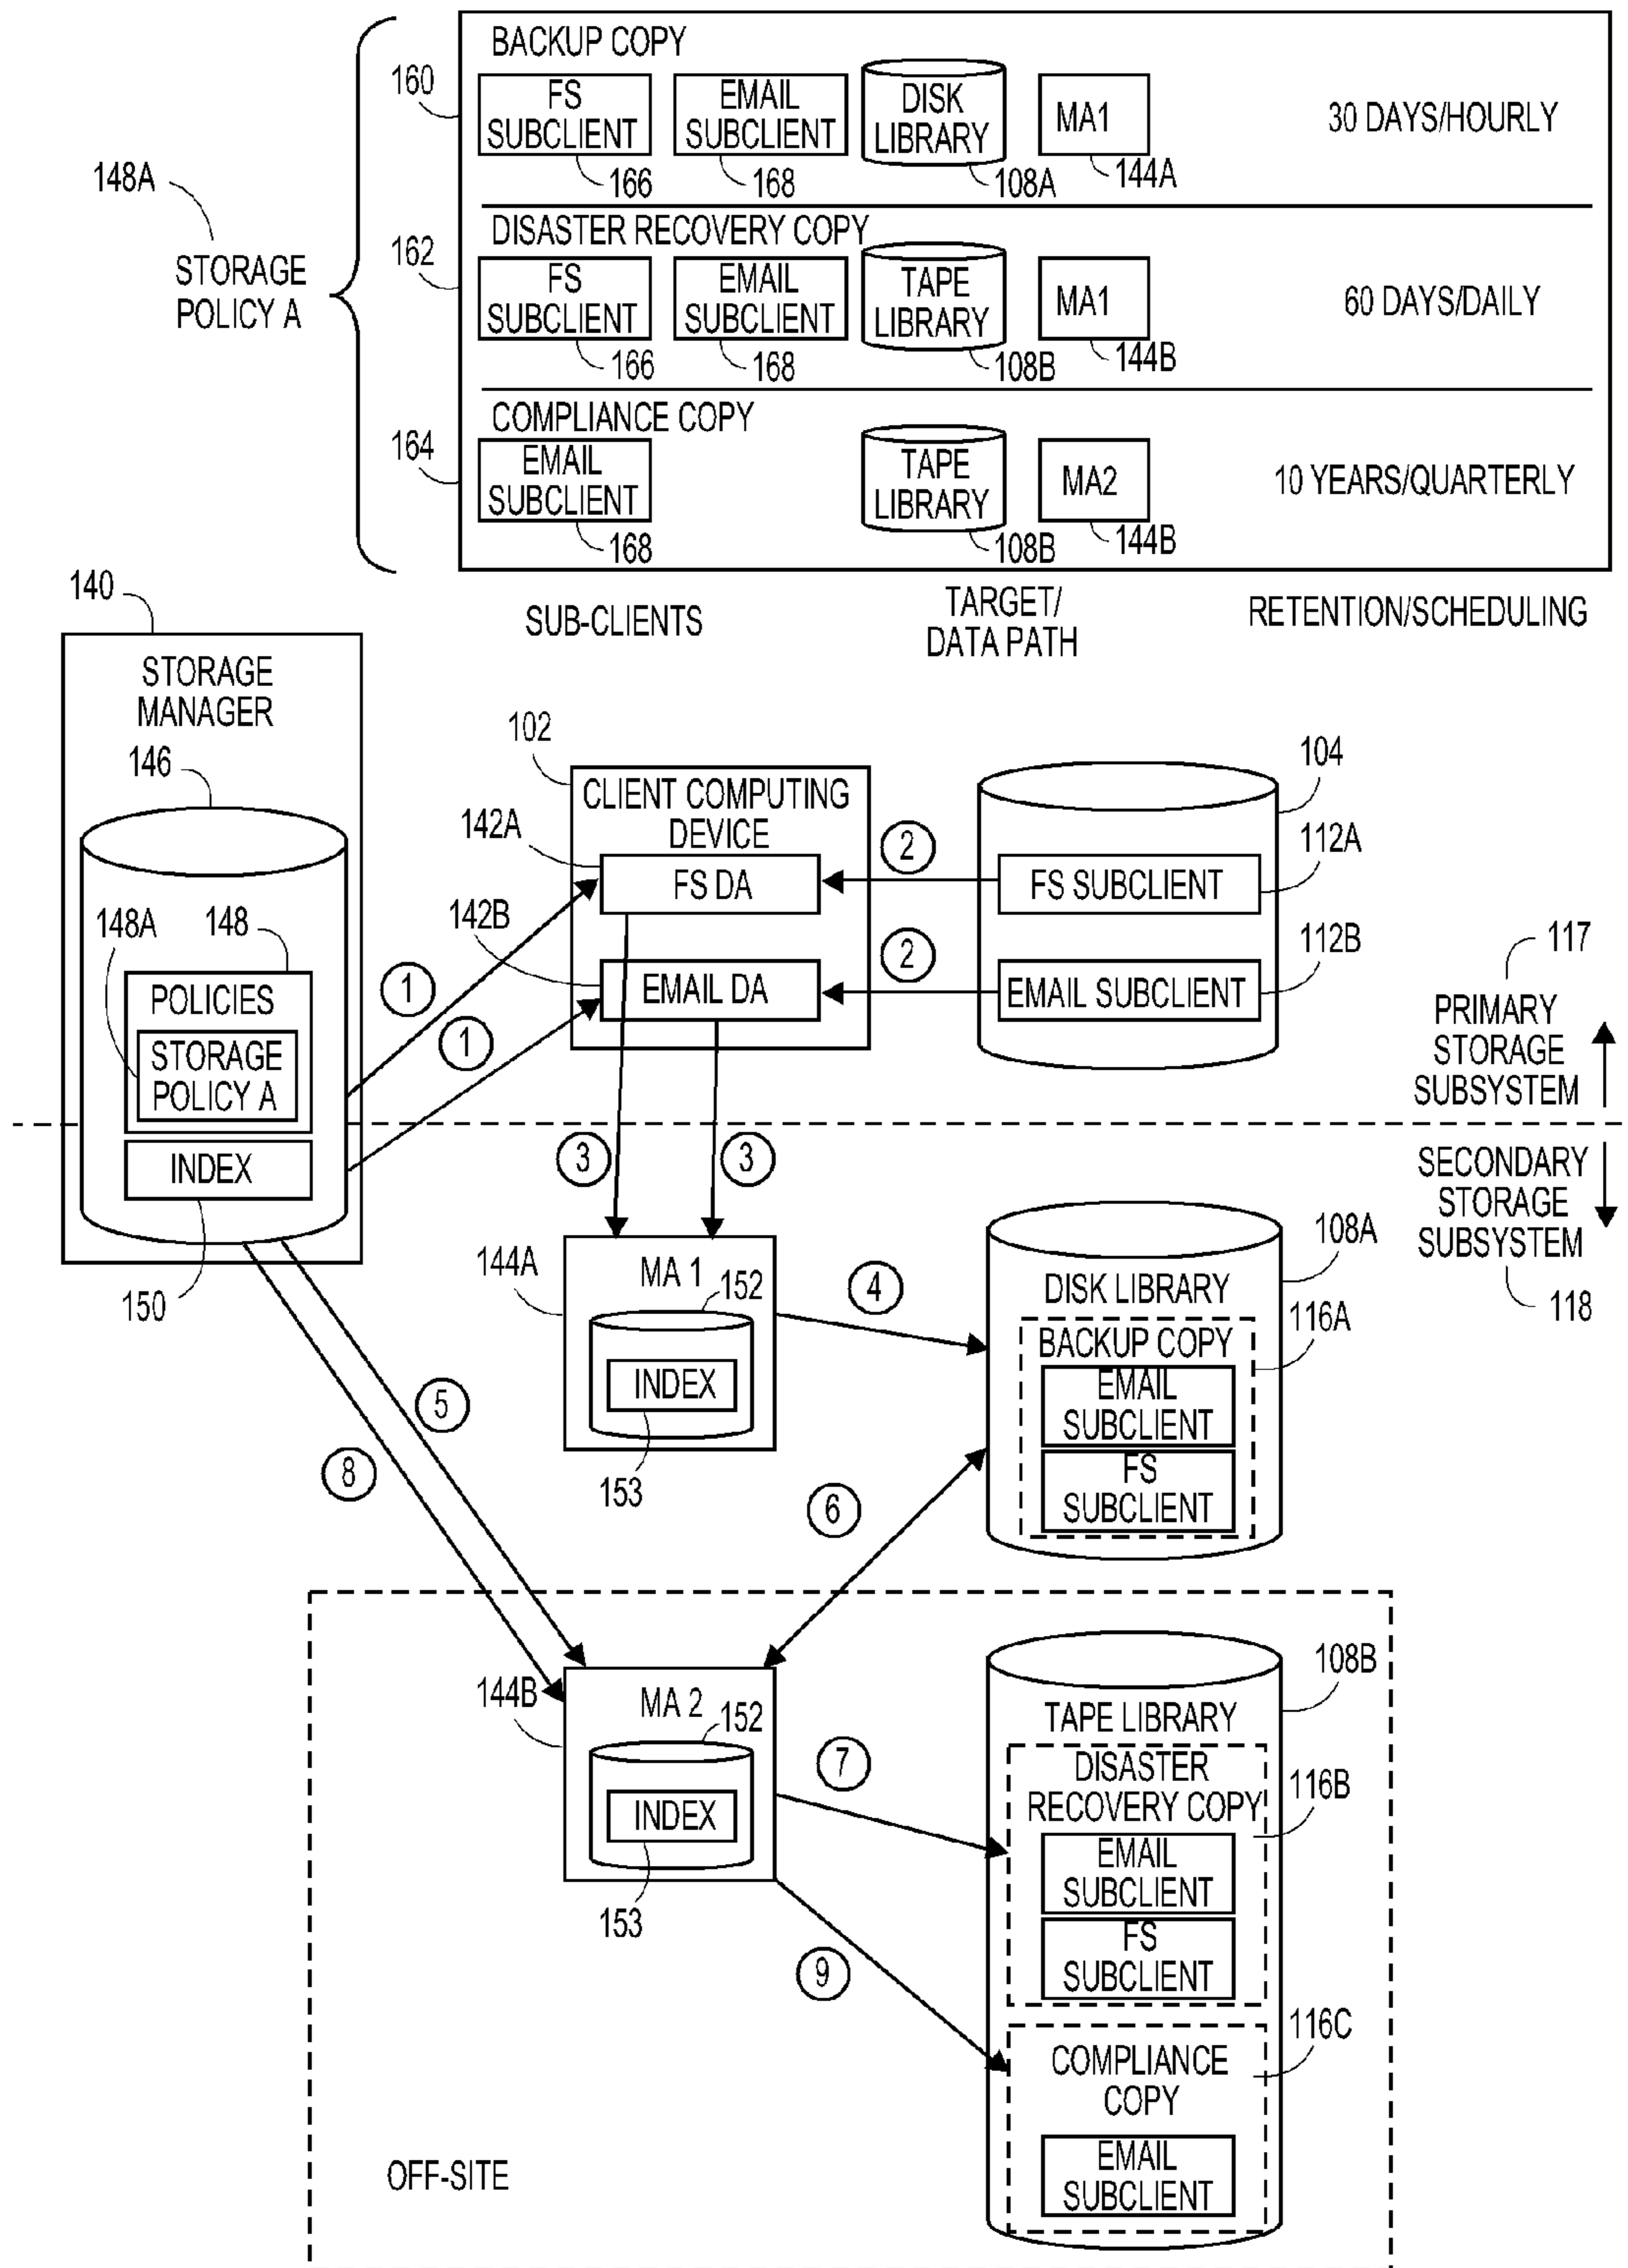 BACKUP COPY
160
FS
SUBCLIENT
166
EMAIL
SUBCLIENT
168
DISK
LIBRARY
108A
MA1
144A
30 DAYS/HOURLY
148A
STORAGE
POLICY A
DISASTER RECOVERY COPY
162
FS
SUBCLIENT
166
EMAIL
SUBCLIENT
168
TAPE
LIBRARY
108B
MA1
144B
60 DAYS/DAILY
COMPLIANCE COPY
164
EMAIL
SUBCLIENT
168
TAPE
LIBRARY
108B
MA2
144B
10 YEARS/QUARTERLY
SUB-CLIENTS
TARGET/
DATA PATH
RETENTION/SCHEDULING
140
STORAGE
MANAGER
146
148A
148
POLICIES
STORAGE
POLICY A
INDEX
150
102
CLIENT COMPUTING
DEVICE
142A
FS DA
142B
EMAIL DA
1
1
2
2
104
FS SUBCLIENT
112A
EMAIL SUBCLIENT
112B
117
PRIMARY
STORAGE
SUBSYSTEM
SECONDARY
STORAGE
SUBSYSTEM
118
3
3
144A
MA 1
152
INDEX
153
4
108A
DISK LIBRARY
BACKUP COPY
116A
EMAIL
SUBCLIENT
FS
SUBCLIENT
5
8
6
144B
MA 2
152
INDEX
153
7
9
108B
TAPE LIBRARY
DISASTER
RECOVERY COPY
116B
EMAIL
SUBCLIENT
FS
SUBCLIENT
116C
COMPLIANCE
COPY
EMAIL
SUBCLIENT
OFF-SITE